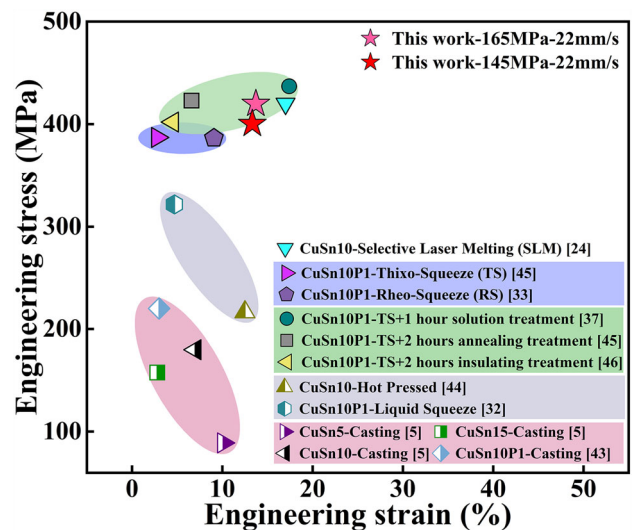 Engineering stress (MPa)
500
400
300
200
100
This work-165MPa-22mm/s
This work-145MPa-22mm/s
CuSn10-Selective Laser Melting (SLM) [24]
CuSn10P1-Thixo-Squeeze (TS) [45]
CuSn10P1-Rheo-Squeeze (RS) [33]
CuSn10P1-TS+1 hour solution treatment [37]
CuSn10P1-TS+2 hours annealing treatment [45]
CuSn10P1-TS+2 hours insulating treatment [46]
CuSn10-Hot Pressed [44]
CuSn10P1-Liquid Squeeze [32]
CuSn5-Casting [5] CuSn15-Casting [5]
CuSn10-Casting [5] CuSn10P1-Casting [43]
0 10 20 30 40 50
Engineering strain (%)